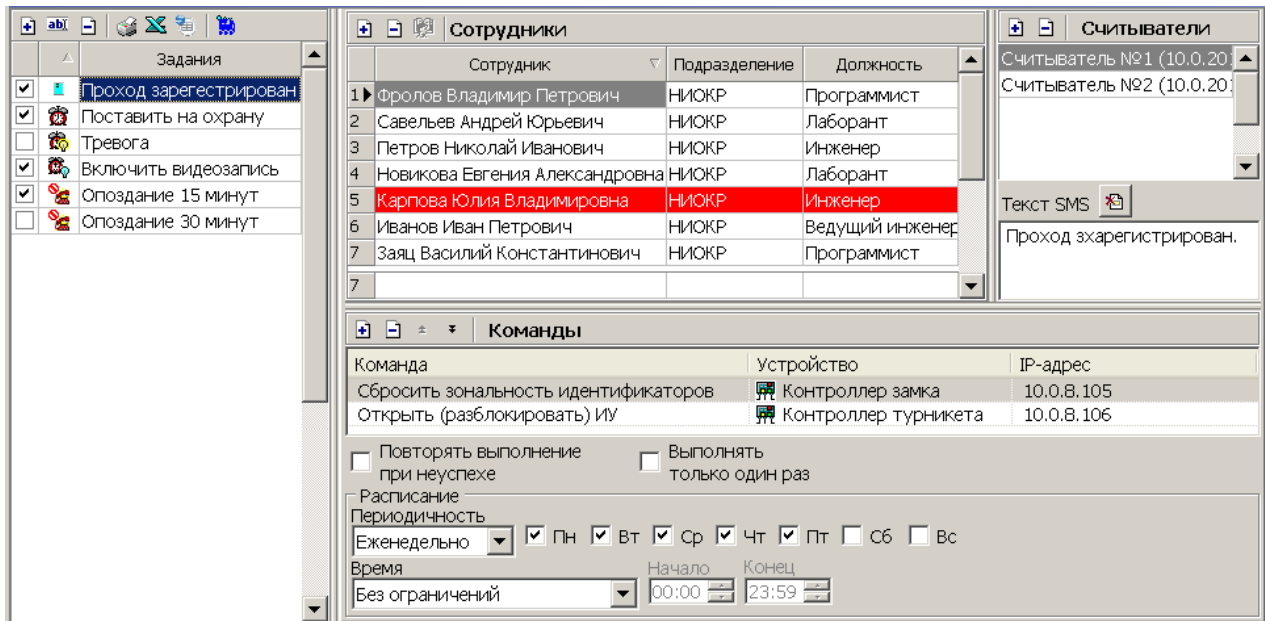 Задания
Проход зарегестрирован
Поставить на охрану
Тревога
Включить видеозапись
Опоздание 15 минут
Опоздание 30 минут
Сотрудники
Сотрудник Подразделение Должность
1 Фролов Владимир Петрович НИОКР Программист
2 Савельев Андрей Юрьевич НИОКР Лаборант
3 Петров Николай Иванович НИОКР Инженер
4 Новикова Евгения Александровна НИОКР Лаборант
5 Карпова Юлия Владимировна НИОКР Инженер
6 Иванов Иван Петрович НИОКР Ведущий инженер
7 Заяц Василий Константинович НИОКР Программист
7
Считыватели
Считыватель №1 (10.0.20
Считыватель №2 (10.0.20
Текст SMS
Проход зхарегистрирован.
Команды
Команда Устройство IP-адрес
Сбросить зональность идентификаторов Контроллер замка 10.0.8.105
Открыть (разблокировать) ИУ Контроллер турникета 10.0.8.106
Повторять выполнение
при неуспехе
Выполнять
только один раз
Расписание
Периодичность
Еженедельно Пн Вт Ср Чт Пт Сб Вс
Время Начало Конец
Без ограничений 00:00 23:59